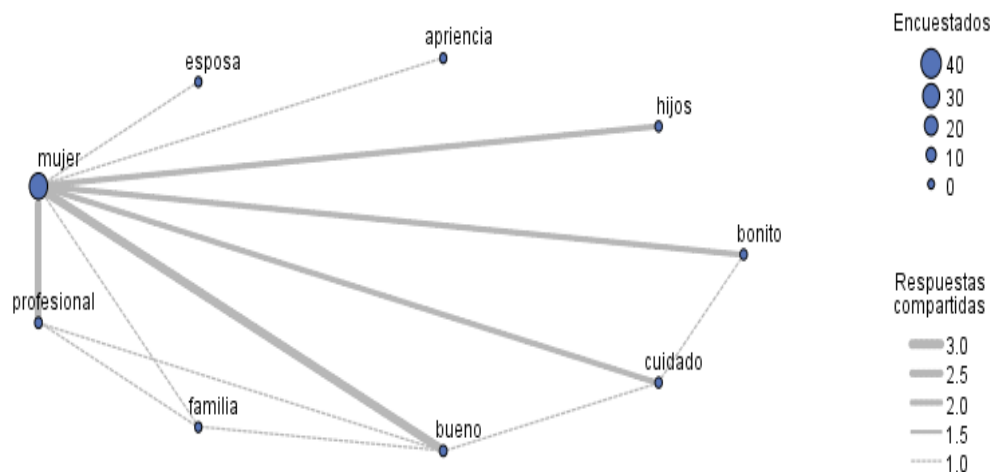 apriencia
esposa
hijos
mujer
bonito
profesional
cuidado
familia
bueno
Encuestados
40
30
20
10
0
Respuestas
compartidas
3.0
2.5
2.0
1.5
1.0